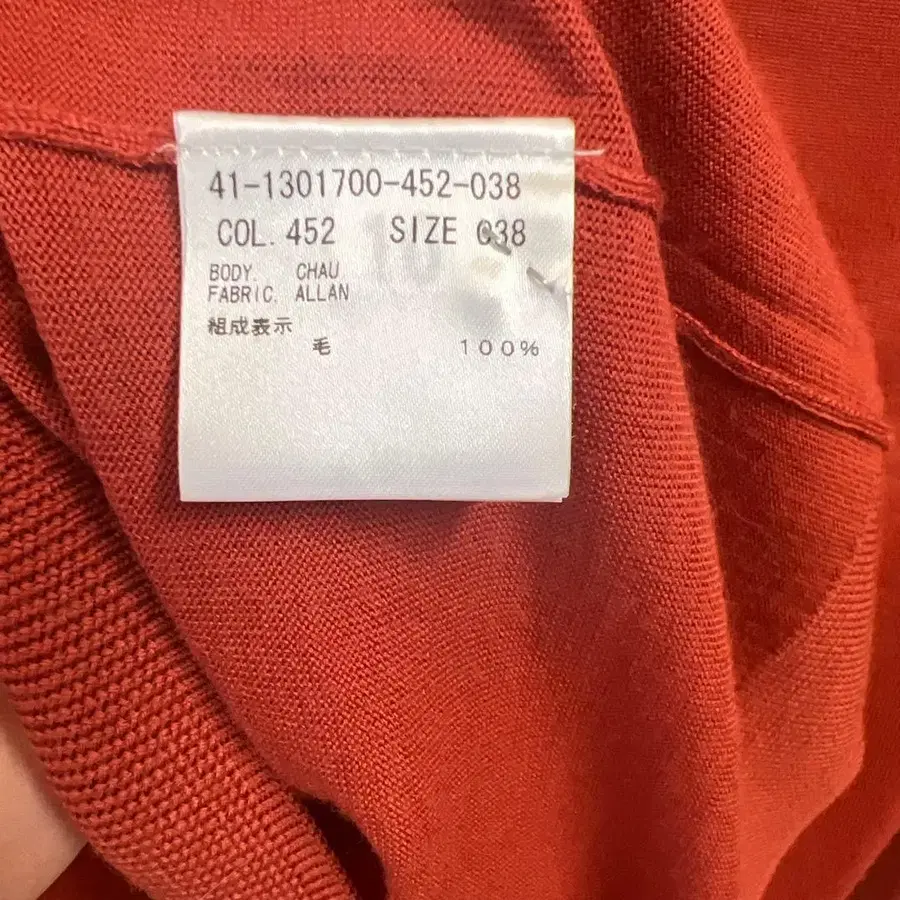 41-1301700-452-038
COL. 452 SIZE 038
BODY. CHAU
FABRIC. ALLAN
組成表示
毛 100%